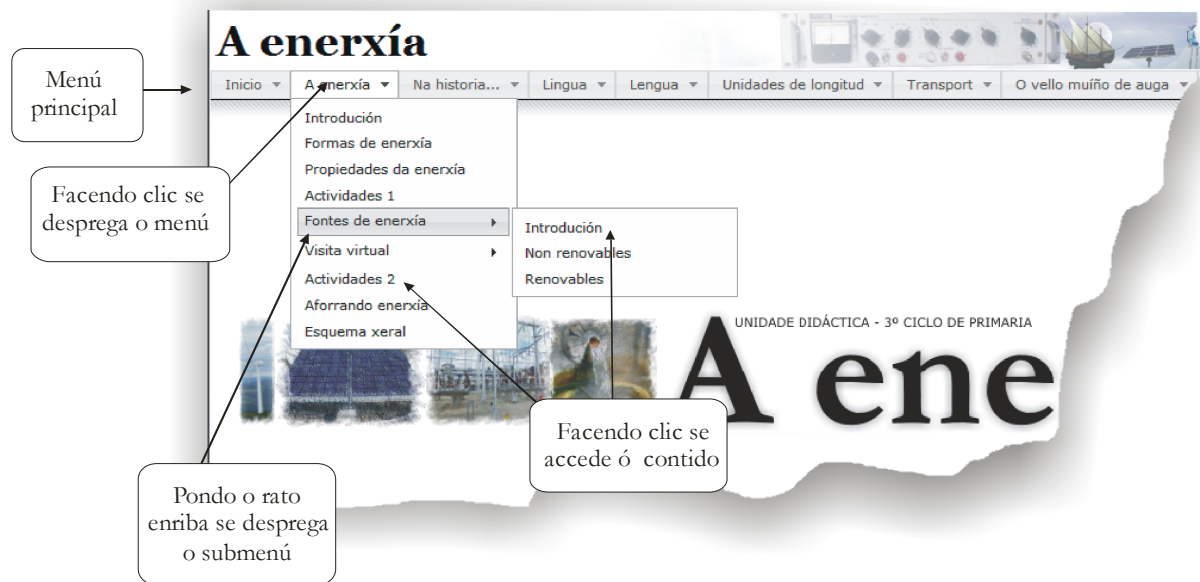 A enerxía
Menú
principal
Inicio A enerxía Na historia... Lingua Lengua Unidades de longitud Transport O vello muíño de auga
Introdución
Formas de enerxía
Propiedades da enerxía
Actividades 1
Fontes de enerxía
Visita virtual
Actividades 2
Aforrando enerxía
Esquema xeral
Introdución
Non renovables
Renovables
Facendo clic se
desprega o menú
UNIDADE DIDÁCTICA - 3º CICLO DE PRIMARIA
A ene
Facendo clic se
accede ó contido
Pondo o rato
enriba se desprega
o submenú